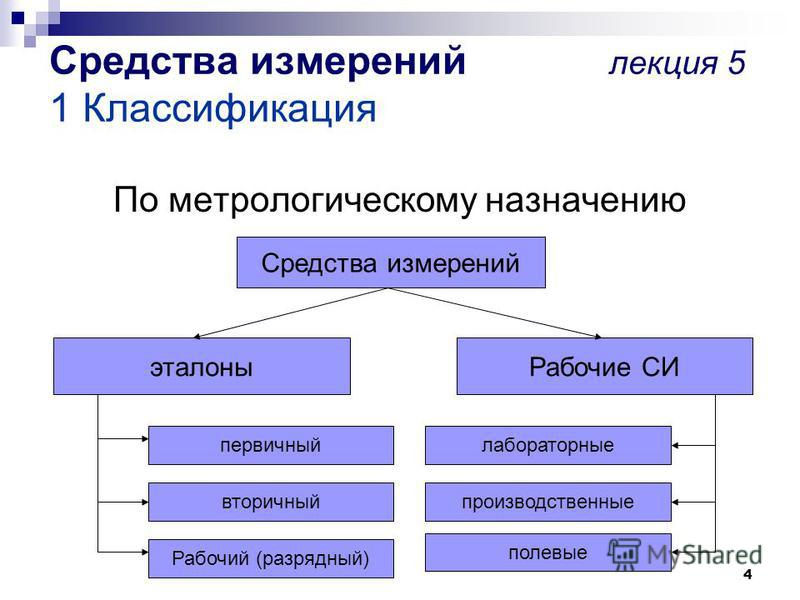 Средства измерений лекция 5
1 Классификация
По метрологическому назначению
Средства измерений
эталоны
Рабочие СИ
первичный
лабораторные
вторичный
производственные
Рабочий (разрядный)
полевые
MyShared
4